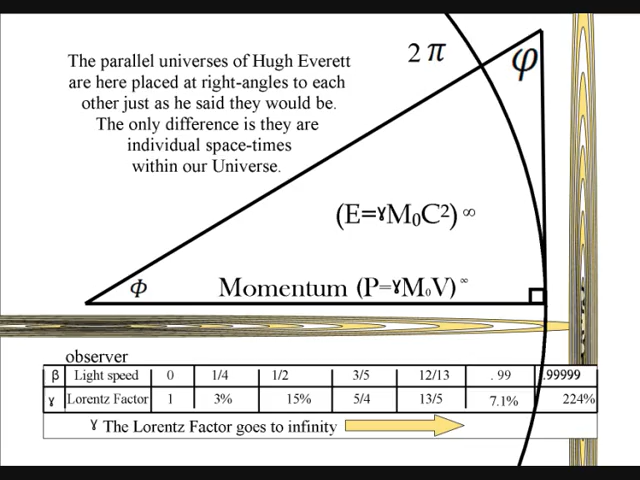 The parallel universes of Hugh Everett
are here placed at right-angles to each
other just as he said they would be.
The only difference is they are
individual space-times
within our Universe.
2 π
φ
(E=ɤM₀C²) ∞
Φ
Momentum (P=ɤM₀V) ∞
observer
β Light speed 0 1/4 1/2 3/5 12/13 . 99 .99999
ɤ Lorentz Factor 1 3% 15% 5/4 13/5 7.1% 224%
ɤ The Lorentz Factor goes to infinity